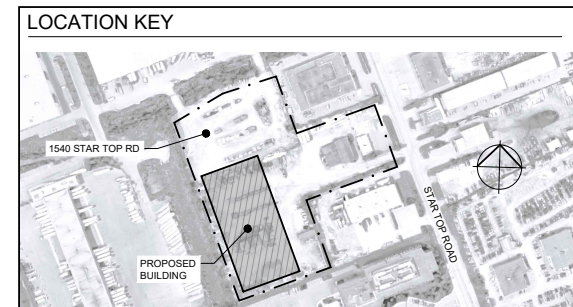 LOCATION KEY
1540 STAR TOP RD
STAR TOP ROAD
PROPOSED
BUILDING